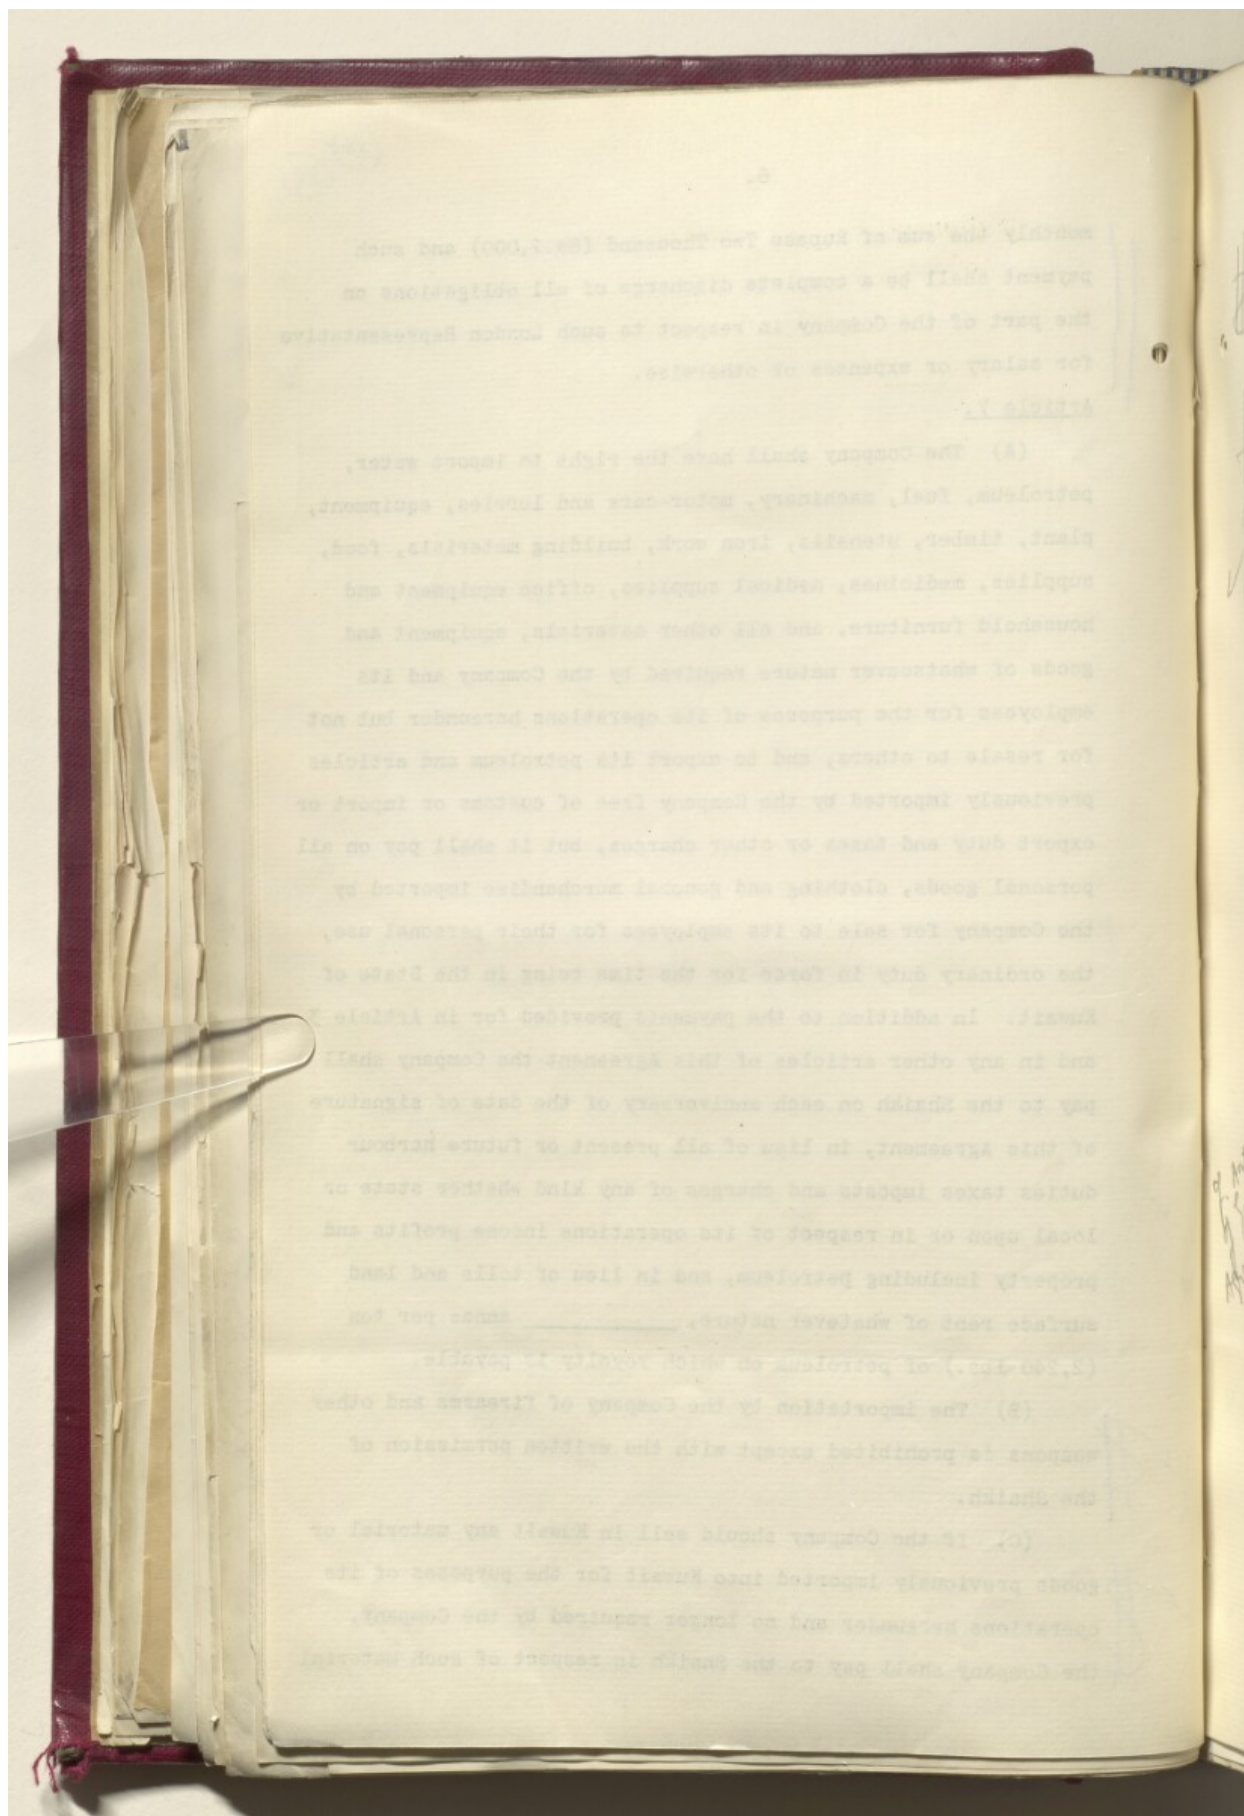 6.
monthly the sum of Rupees Two Thousand (Rs.2,000) and such
payment shall be a complete discharge of all obligations on
the part of the Company in respect to such London Representative
for salary or expenses or otherwise.
Article 7.
(A) The Company shall have the right to import water,
petroleum, fuel, machinery, motor-cars and lorries, equipment,
plant, timber, utensils, iron work, building materials, food,
supplies, medicines, medical supplies, office equipment and
household furniture, and all other materials, equipment and
goods of whatsoever nature required by the Company and its
employees for the purposes of its operations hereunder but not
for resale to others, and to export its petroleum and articles
previously imported by the Company free of customs or import or
export duty and taxes or other charges, but it shall pay on all
personal goods, clothing and general merchandise imported by
the Company for sale to its employees for their personal use,
the ordinary duty in force for the time being in the State of
Kuwait. In addition to the payments provided for in Article 3
and in any other articles of this Agreement the Company shall
pay to the Shaikh on each anniversary of the date of signature
of this Agreement, in lieu of all present or future harbour
duties taxes imposts and charges of any kind whether state or
local upon or in respect of its operations income profits and
property including petroleum, and in lieu of tolls and land
surface rent of whatever nature, __________ annas per ton
(2,240 lbs.) of petroleum on which royalty is payable.
(B) The importation by the Company of firearms and other
weapons is prohibited except with the written permission of
the Shaikh.
(C) If the Company should sell in Kuwait any material or
goods previously imported into Kuwait for the purposes of its
operations hereunder and no longer required by the Company,
the Company shall pay to the Shaikh in respect of such material